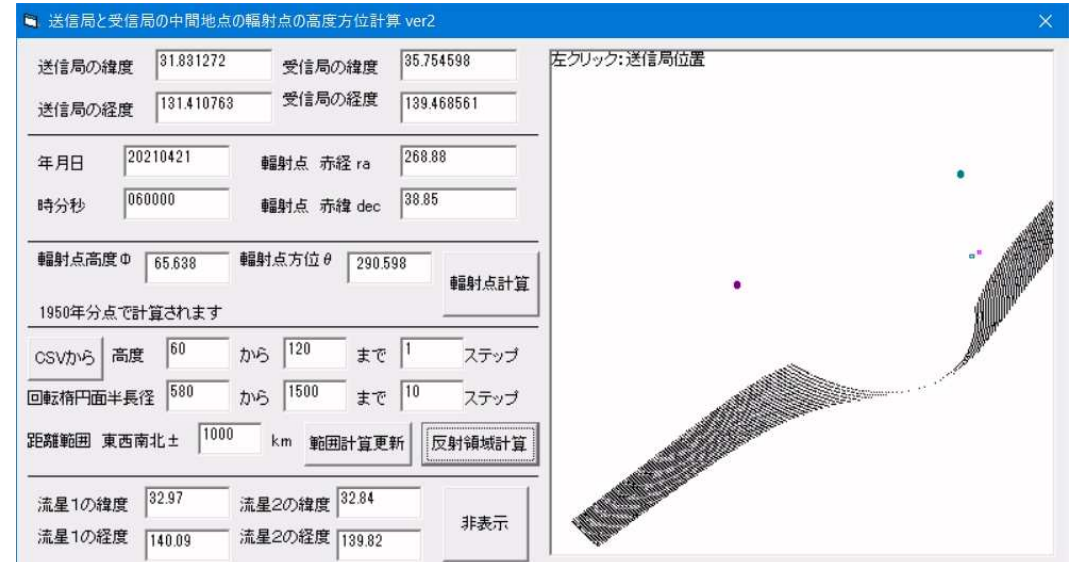 送信局と受信局の中間地点の輻射点の高度方位計算 ver2
送信局の緯度 31.831272 受信局の緯度 35.754598
送信局の経度 131.410763 受信局の経度 139.468561
年月日 20210421 輻射点 赤経 ra 268.88
時分秒 060000 輻射点 赤緯 dec 38.85
輻射点高度Φ 65.638 輻射点方位θ 290.598 輻射点計算
1950年分点で計算されます
CSVから 高度 60 から 120 まで 1 ステップ
回転楕円面半長径 580 から 1500 まで 10 ステップ
距離範囲 東西南北± 1000 km 範囲計算更新 反射領域計算
流星1の緯度 32.97 流星2の緯度 32.84 非表示
流星1の経度 140.09 流星2の経度 139.82
左クリック:送信局位置